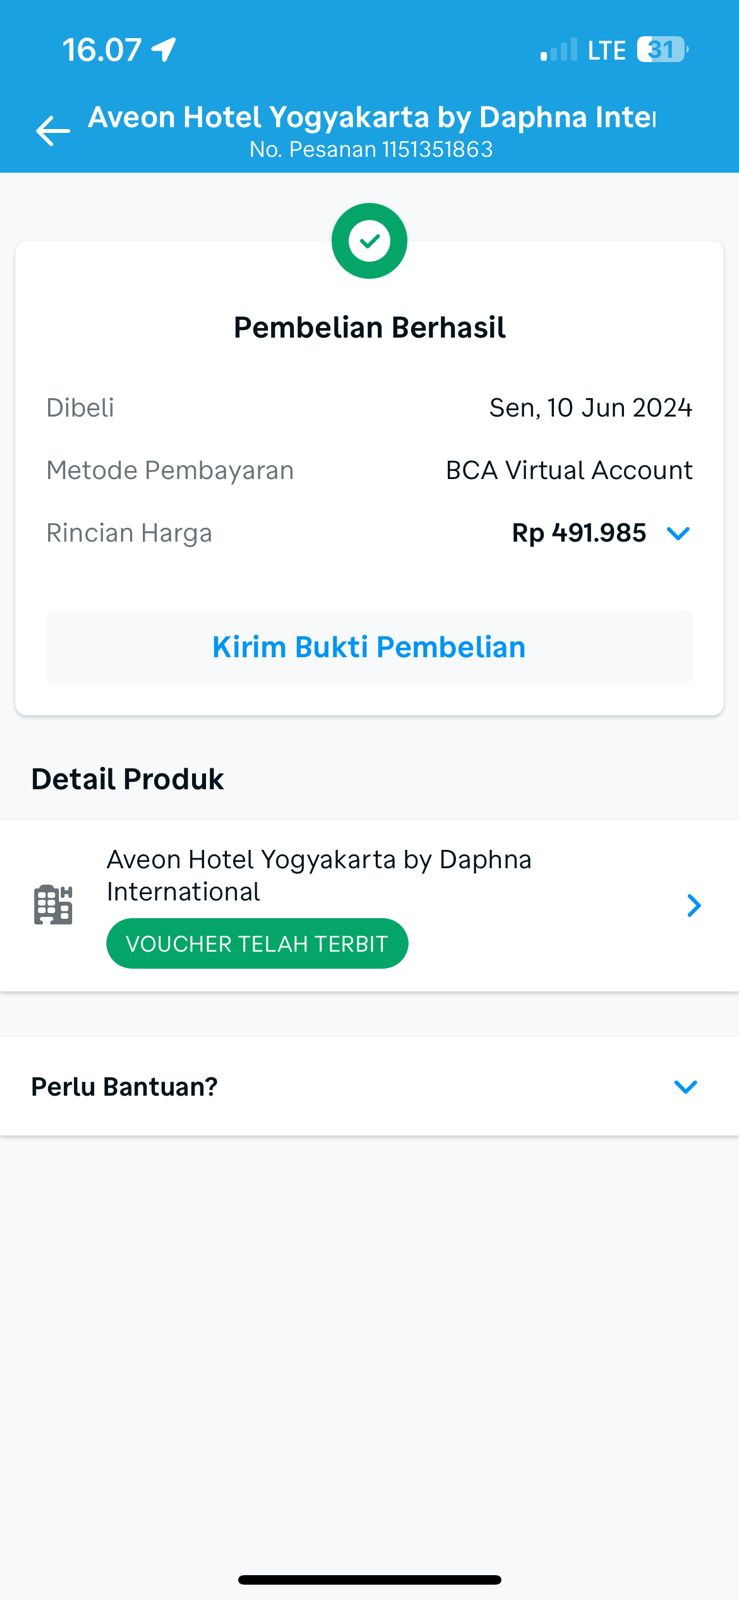 16.07
LTE
31
Aveon Hotel Yogyakarta by Daphna Inter
No. Pesanan 1151351863
Pembelian Berhasil
Dibeli Sen, 10 Jun 2024
Metode Pembayaran BCA Virtual Account
Rincian Harga Rp 491.985
Kirim Bukti Pembelian
Detail Produk
Aveon Hotel Yogyakarta by Daphna
International
VOUCHER TELAH TERBIT
Perlu Bantuan?